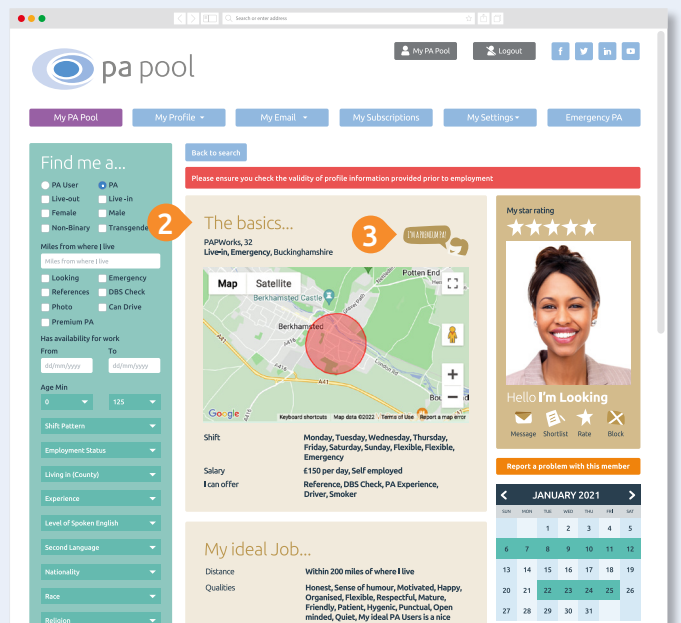 Search or enter address
pa pool
My PA Pool
Logout
My PA Pool
My Profile
My Email
My Subscriptions
My Settings
Emergency PA
Find me a...
PA User
PA
Live-out
Live-in
Female
Male
Non-Binary
Transgende
Miles from where I live
Miles from where I live
Looking
Emergency
References
DBS Check
Photo
Can Drive
Premium PA
Has availability for work
From
To
dd/mm/yyyy
dd/mm/yyyy
Age Min
0
125
Shift Pattern
Employment Status
Living in (County)
Experience
Level of Spoken English
Second Language
Nationality
Race
Religion
Back to search
Please ensure you check the validity of profile information provided prior to employment
2
The basics...
3
I'M A PREMIUM PA!
PAPWorks, 32
Live-in, Emergency, Buckinghamshire
Map
Satellite
Potten End
Berkhamsted Castle
Berkhamsted
A416
A416
A41
A41
London Rd
Bou
Google
Keyboard shortcuts
Map data ©2022
Terms of Use
Report a map error
Shift
Monday, Tuesday, Wednesday, Thursday,
Friday, Saturday, Sunday, Flexible, Flexible,
Emergency
Salary
£150 per day, Self employed
I can offer
Reference, DBS Check, PA Experience,
Driver, Smoker
My ideal Job...
Distance
Within 200 miles of where I live
Qualities
Honest, Sense of humour, Motivated, Happy,
Organised, Flexible, Respectful, Mature,
Friendly, Patient, Hygenic, Punctual, Open
minded, Quiet, My ideal PA Users is a nice
My star rating
Hello I'm Looking
Message
Shortlist
Rate
Block
Report a problem with this member
JANUARY 2021
SUN MON TUE WED THU FRI SAT
1 2 3 4 5
6 7 8 9 10 11 12
13 14 15 16 17 18 19
20 21 22 23 24 25 26
27 28 29 30 31